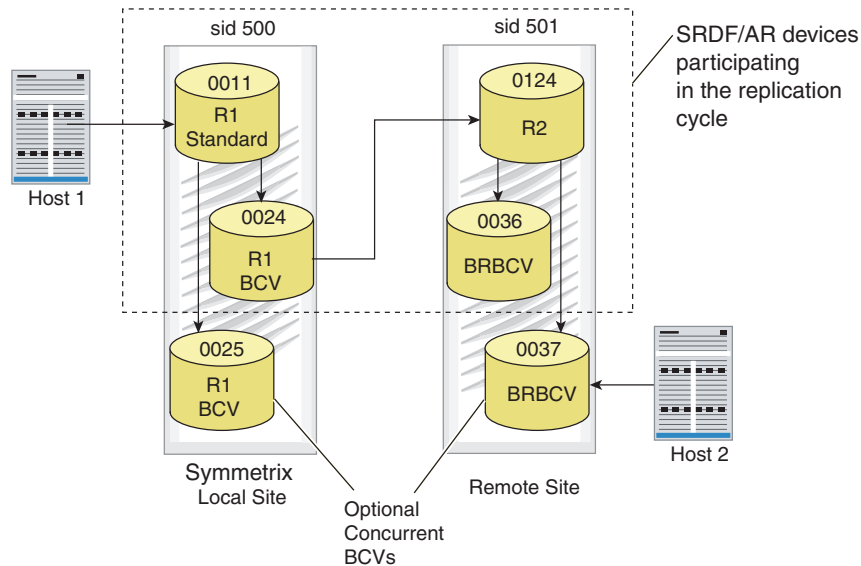 sid 500
sid 501
SRDF/AR devices
participating
in the replication
cycle
0011
R1
Standard
0124
R2
Host 1
0024
R1
BCV
0036
BRBCV
0025
R1
BCV
0037
BRBCV
Host 2
Symmetrix
Local Site
Remote Site
Optional
Concurrent
BCVs